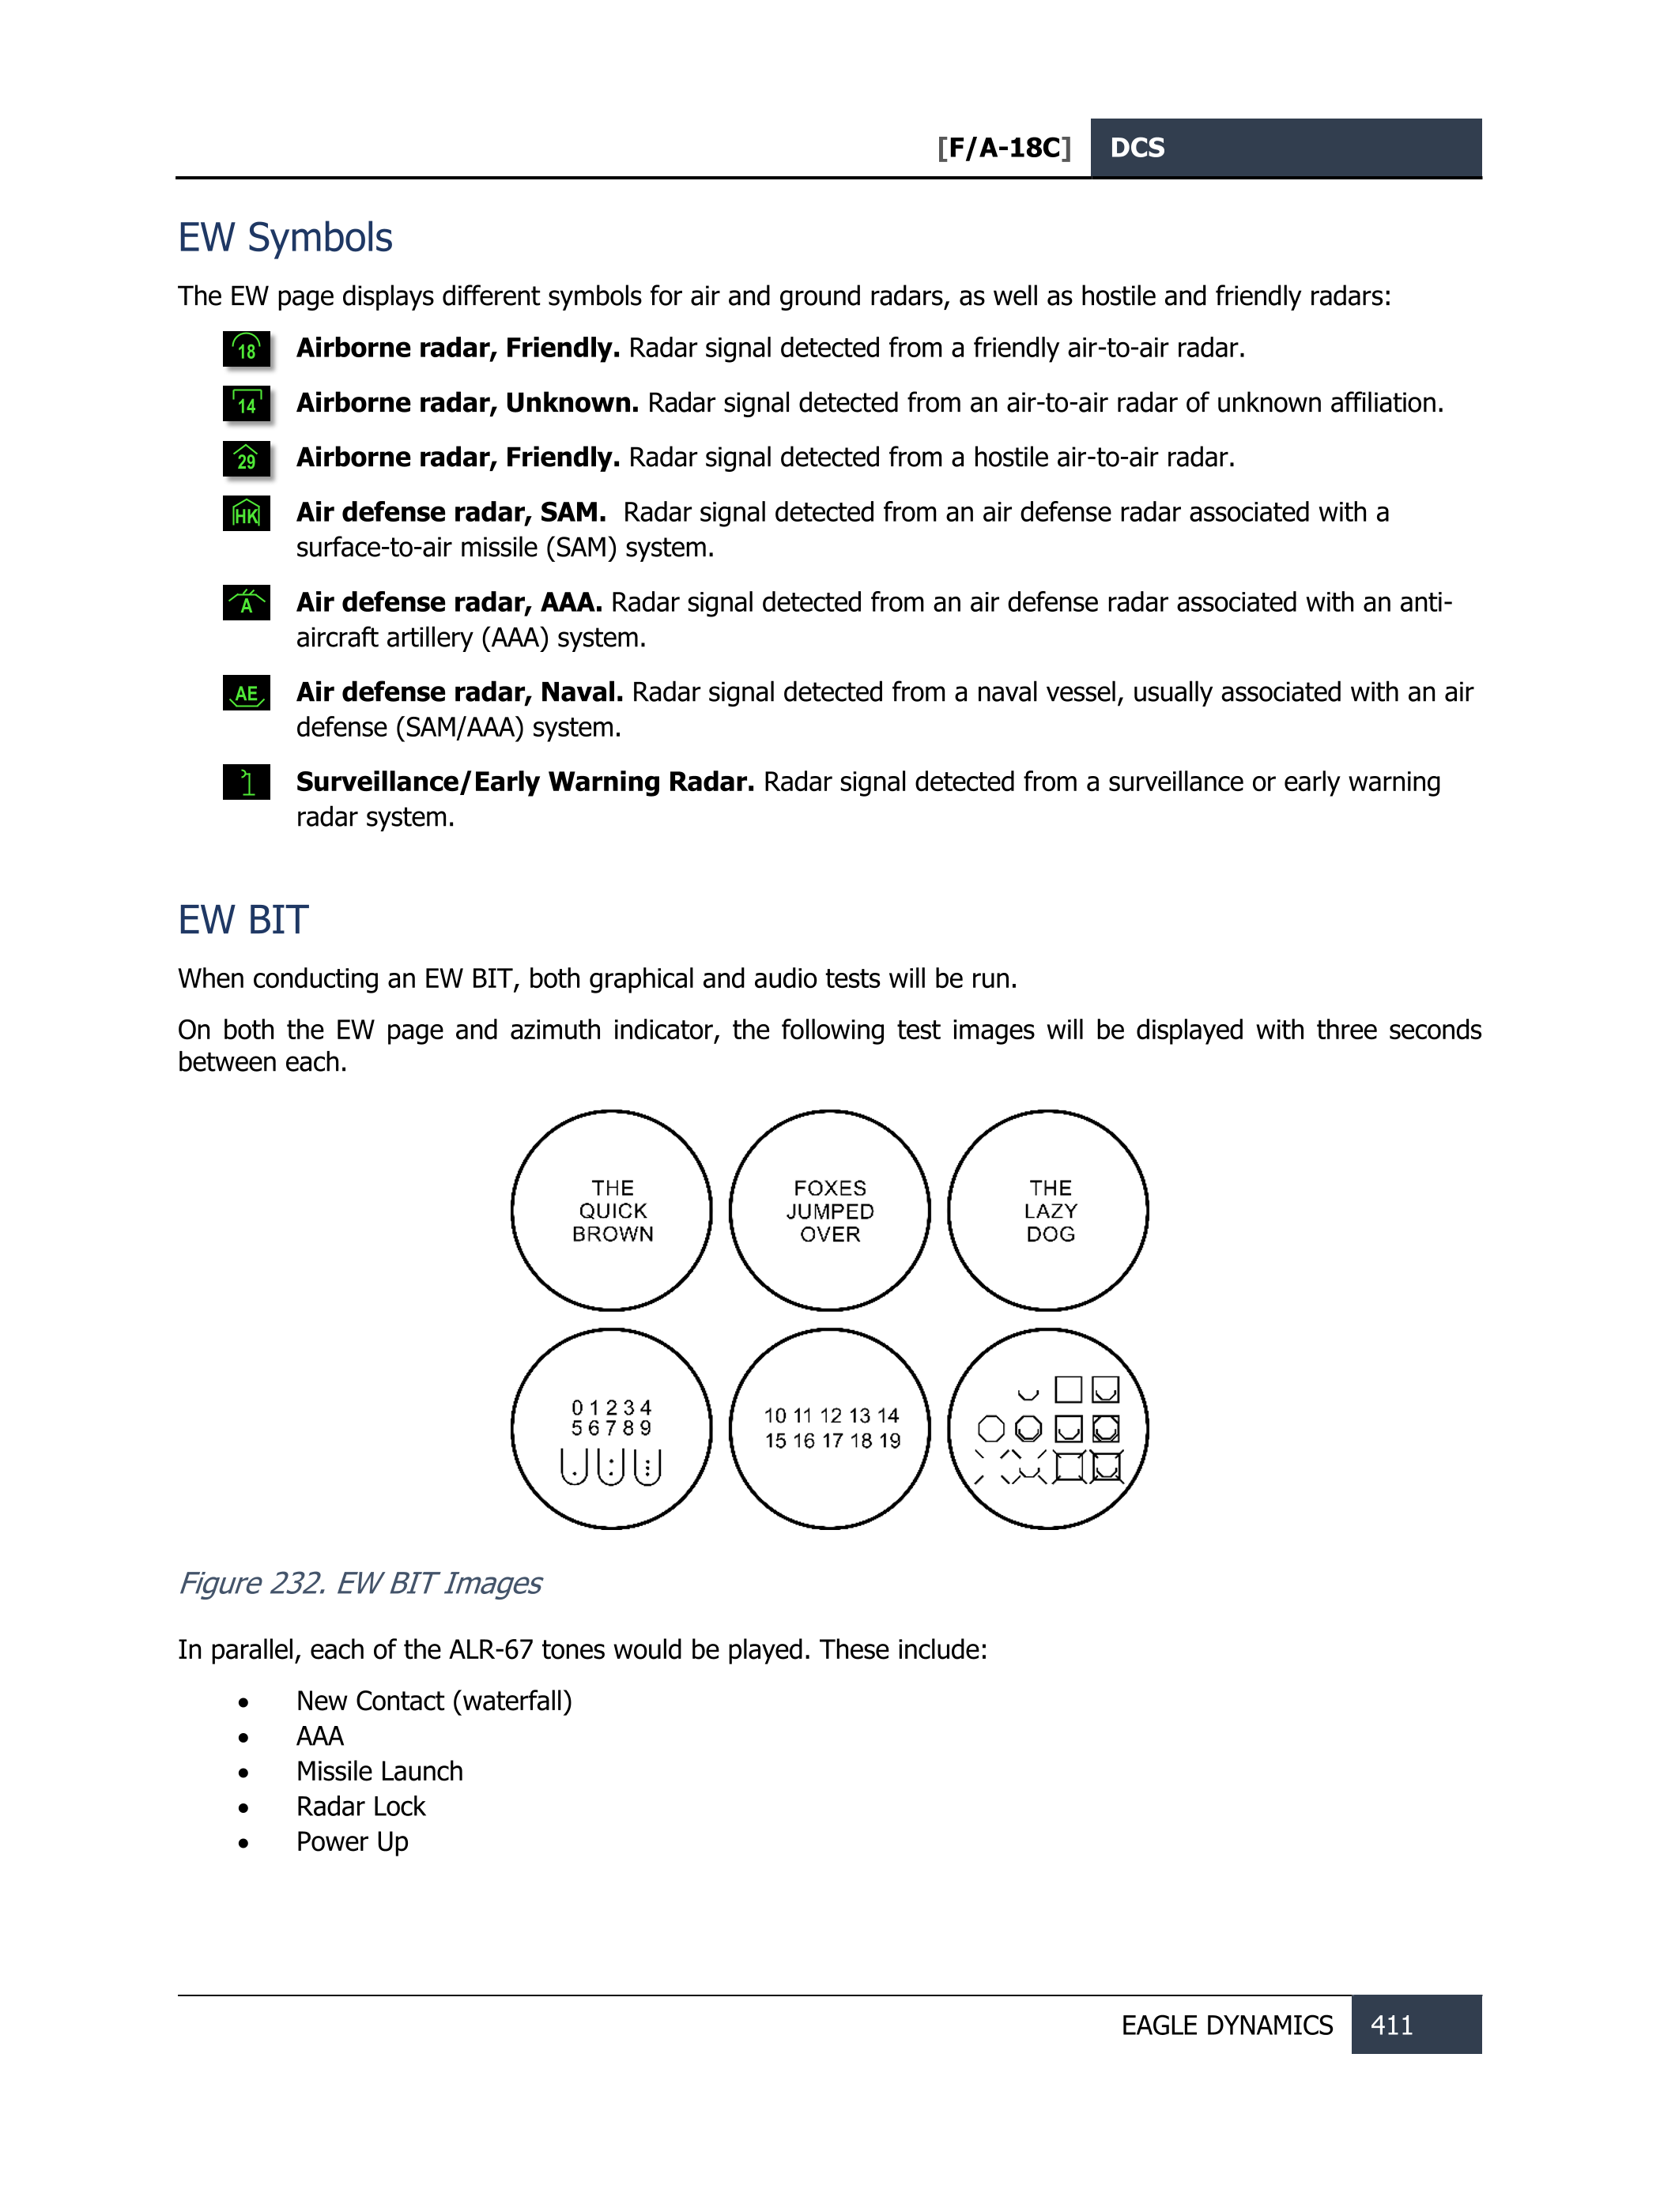 [F/A-18C] DCS
EW Symbols
The EW page displays different symbols for air and ground radars, as well as hostile and friendly radars:
18 Airborne radar, Friendly. Radar signal detected from a friendly air-to-air radar.
14 Airborne radar, Unknown. Radar signal detected from an air-to-air radar of unknown affiliation.
29 Airborne radar, Friendly. Radar signal detected from a hostile air-to-air radar.
HK Air defense radar, SAM. Radar signal detected from an air defense radar associated with a
surface-to-air missile (SAM) system.
A Air defense radar, AAA. Radar signal detected from an air defense radar associated with an anti-
aircraft artillery (AAA) system.
AE Air defense radar, Naval. Radar signal detected from a naval vessel, usually associated with an air
defense (SAM/AAA) system.
Surveillance/Early Warning Radar. Radar signal detected from a surveillance or early warning
radar system.
EW BIT
When conducting an EW BIT, both graphical and audio tests will be run.
On both the EW page and azimuth indicator, the following test images will be displayed with three seconds
between each.
THE
QUICK
BROWN
FOXES
JUMPED
OVER
THE
LAZY
DOG
0 1 2 3 4
5 6 7 8 9
10 11 12 13 14
15 16 17 18 19
Figure 232. EW BIT Images
In parallel, each of the ALR-67 tones would be played. These include:
• New Contact (waterfall)
• AAA
• Missile Launch
• Radar Lock
• Power Up
EAGLE DYNAMICS 411